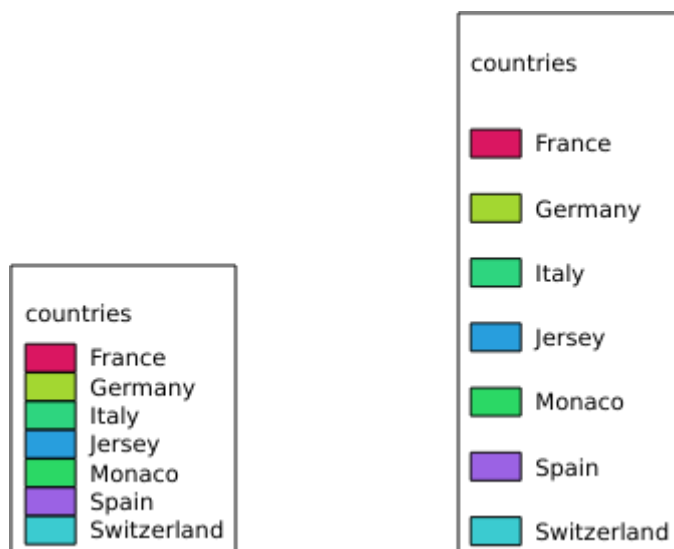 countries
France
Germany
Italy
Jersey
Monaco
Spain
Switzerland
countries
France
Germany
Italy
Jersey
Monaco
Spain
Switzerland